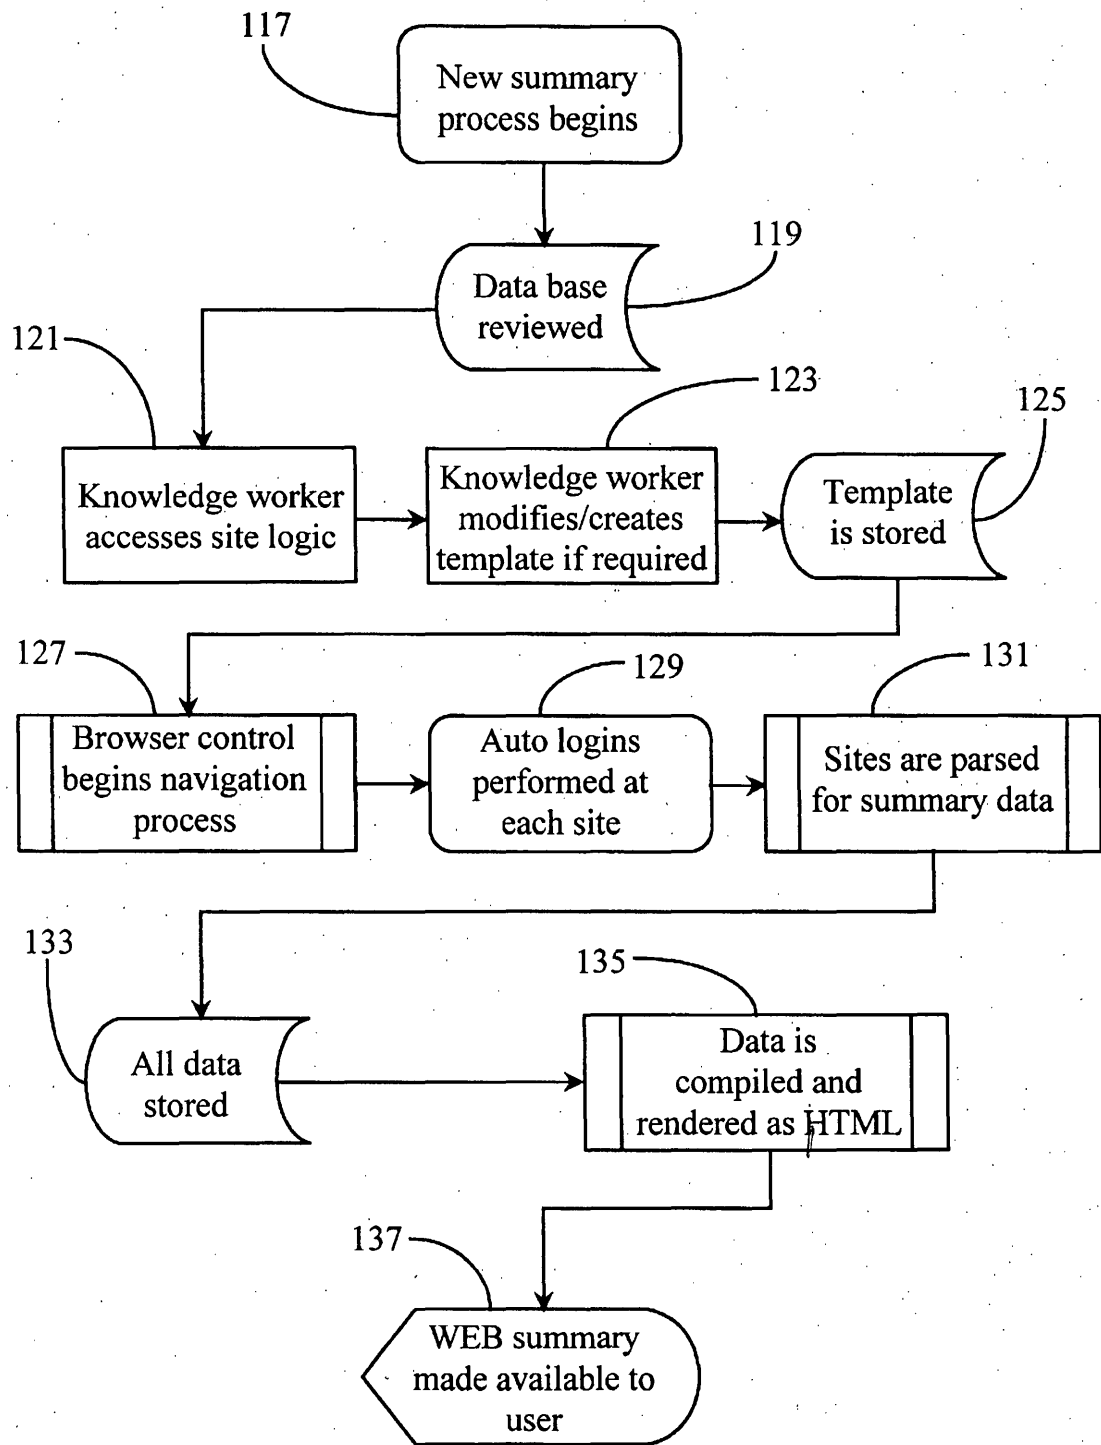 117
New summary
process begins
119
Data base
reviewed
121
123
125
Knowledge worker
accesses site logic
Knowledge worker
modifies/creates
template if required
Template
is stored
127
129
131
Browser control
begins navigation
process
Auto logins
performed at
each site
Sites are parsed
for summary data
133
135
All data
stored
Data is
compiled and
rendered as HTML
137
WEB summary
made available to
user